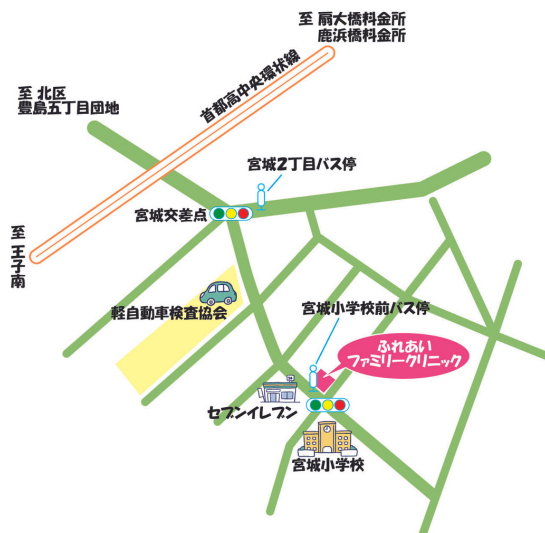 至 扇大橋料金所
鹿浜橋料金所
首都高中央環状線
至 北区
豊島五丁目団地
宮城2丁目バス停
宮城交差点
至 王子南
軽自動車検査協会
宮城小学校前バス停
ふれあい
ファミリークリニック
セブンイレブン
宮城小学校